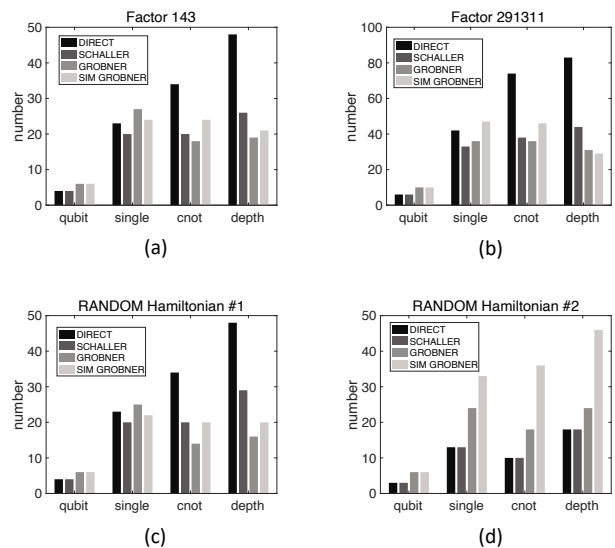 Factor 143
50
40
30
20
10
0
number
DIRECT
SCHALLER
GROBNER
SIM GROBNER
qubit single cnot depth
(a)
Factor 291311
100
80
60
40
20
0
number
DIRECT
SCHALLER
GROBNER
SIM GROBNER
qubit single cnot depth
(b)
RANDOM Hamiltonian #1
50
40
30
20
10
0
number
DIRECT
SCHALLER
GROBNER
SIM GROBNER
qubit single cnot depth
(c)
RANDOM Hamiltonian #2
50
40
30
20
10
0
number
DIRECT
SCHALLER
GROBNER
SIM GROBNER
qubit single cnot depth
(d)